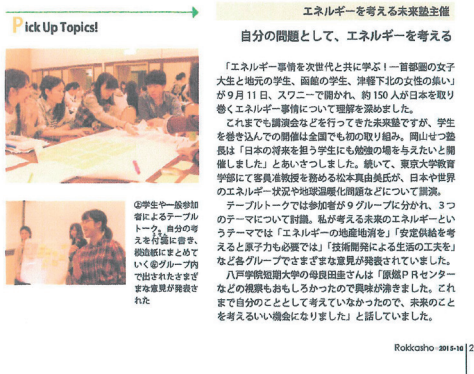 Pick Up Topics!
エネルギーを考える未来塾主催
自分の問題として、エネルギーを考える
「エネルギー事情を次世代と共に学ぶ!―首都圏の女子
大生と地元の学生、函館の学生、津軽下北の女性の集い」
が9月11日、スワニーで開かれ、約150人が日本を取り
巻くエネルギー事情について理解を深めました。
これまでも講演会などを行ってきた未来塾ですが、学生
を巻き込んでの開催は全国でも初の取り組み。岡山せつ塾
長は「日本の将来を担う学生にも勉強の場を与えたいと開
催しました」とあいさつしました。続いて、東京大学教育
学部にて客員准教授を務める松本真由美氏が、日本や世界
のエネルギー状況や地球温暖化問題などについて講演。
テーブルトークでは参加者が9グループに分かれ、3つ
のテーマについて討議。私が考える未来のエネルギーとい
うテーマでは「エネルギーの地産地消を」「安定供給を考
えると原子力も必要では」「技術開発による生活の工夫を」
など各グループでさまざまな意見が発表されていました。
八戸学院短期大学の母良田圭さんは「原燃PRセンター
などの視察もおもしろかったので興味が沸きました。これ
まで自分のこととして考えていなかったので、未来のこと
を考えるいい機会になりました」と話していました。
㊤学生や一般参加
者によるテーブル
トーク。自分の考
えを付箋に書き、
模造紙にまとめて
いく㊦グループ内
で出されたさまざ
まな意見が発表さ
れた
Rokkasho 2015-10 2